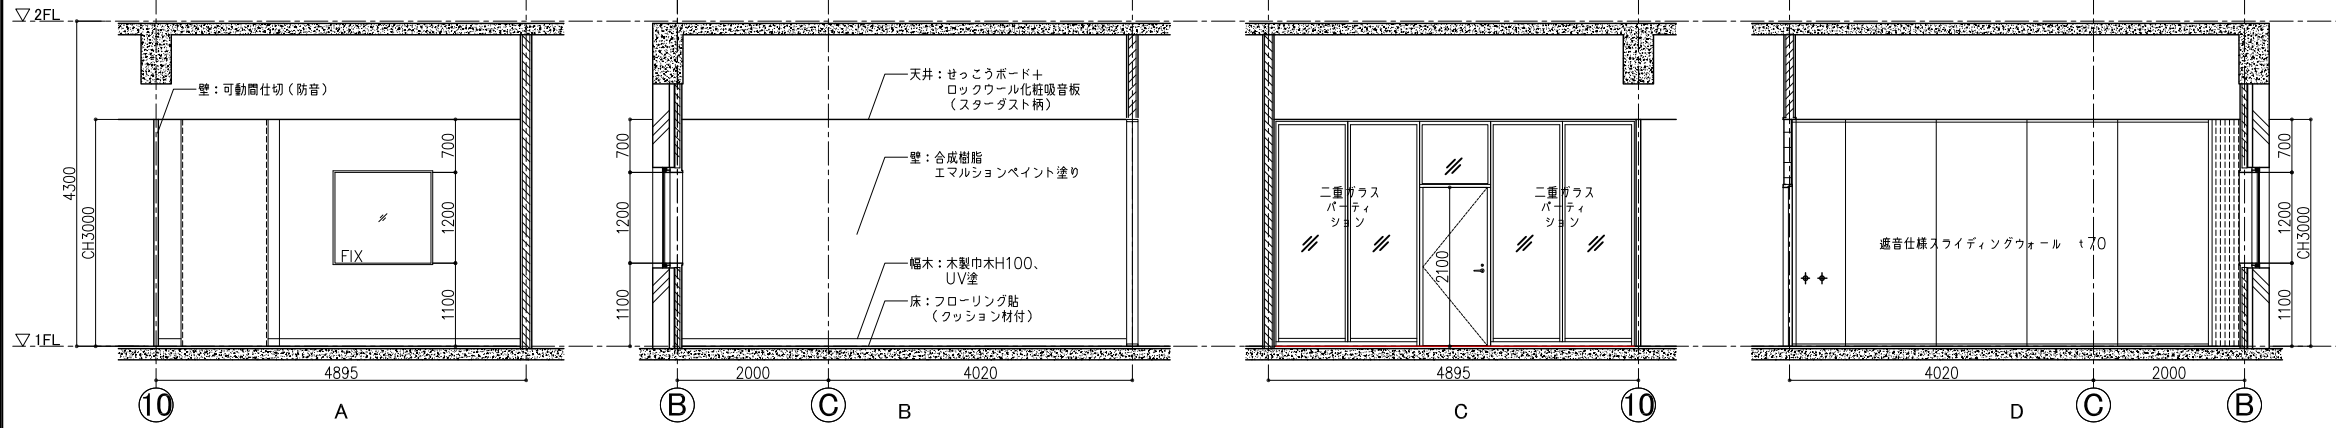 ▽2FL
壁：可動間仕切（防音）
4300
CH3000
700
1200
1100
FIX
▽1FL
4895
10
A
天井：せっこうボード＋
ロックウール化粧吸音板
（スターダスト柄）
壁：合成樹脂
エマルションペイント塗り
幅木：木製巾木H100、
UV塗
床：フローリング貼
（クッション材付）
700
1200
1100
2000
4020
B
C
B
二重ガラス
パーティ
ション
二重ガラス
パーティ
ション
2100
4895
C
10
遮音仕様スライディングウォール　t70
700
1200
1100
CH3000
4020
2000
D
C
B